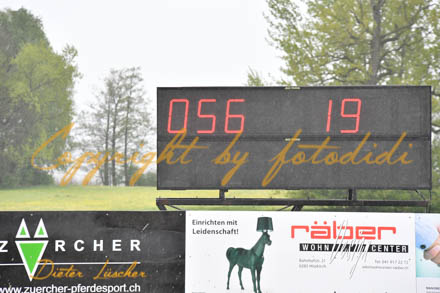 056 19
Copyright by fotodidi
Dieter Lüscher
ZÜRCHER
www.zuercher-pferdesport.ch
Einrichten mit
Leidenschaft!
räber
WOHN CENTER